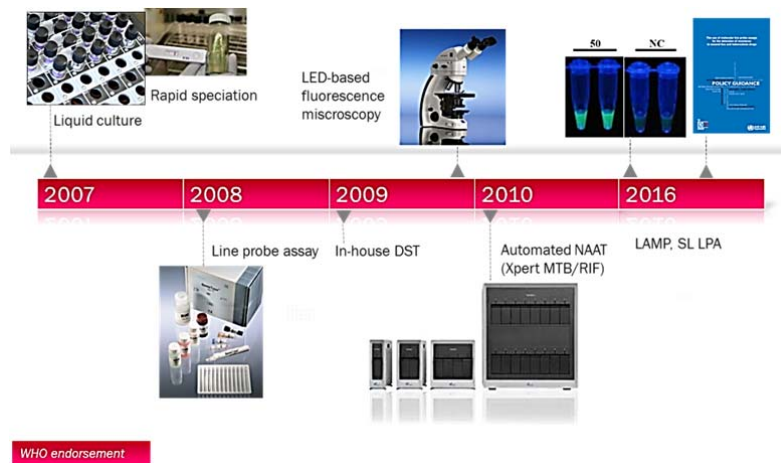 Liquid culture
Rapid speciation
LED-based
fluorescence
miscroscopy
50 NC
POLICY GUIDANCE
2007 2008 2009 2010 2016
Line probe assay
In-house DST
Automated NAAT
(Xpert MTB/RIF)
LAMP, SL LPA
WHO endorsement